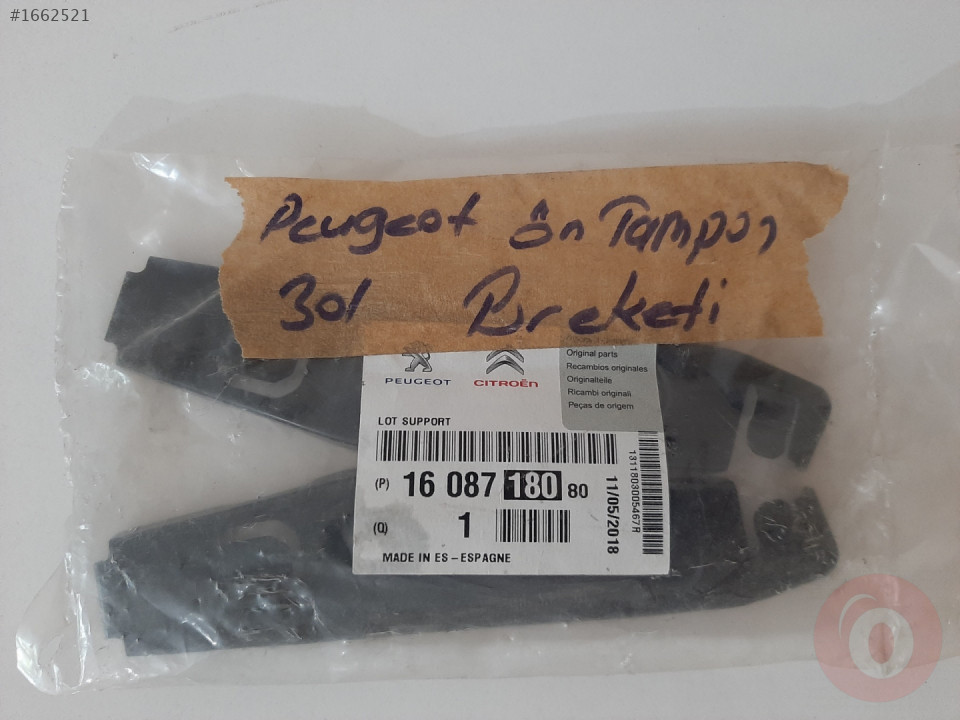 #1662521
Peugeot ön Tampon
301 Breketi
PEUGEOT CITROËN
Original parts
Recambios originales
Originalteile
Ricambi originali
Peças de origem
LOT SUPPORT
(P) 16 087 180 80
(Q) 1
MADE IN ES – ESPAGNE
11/05/2018
1311803005467R